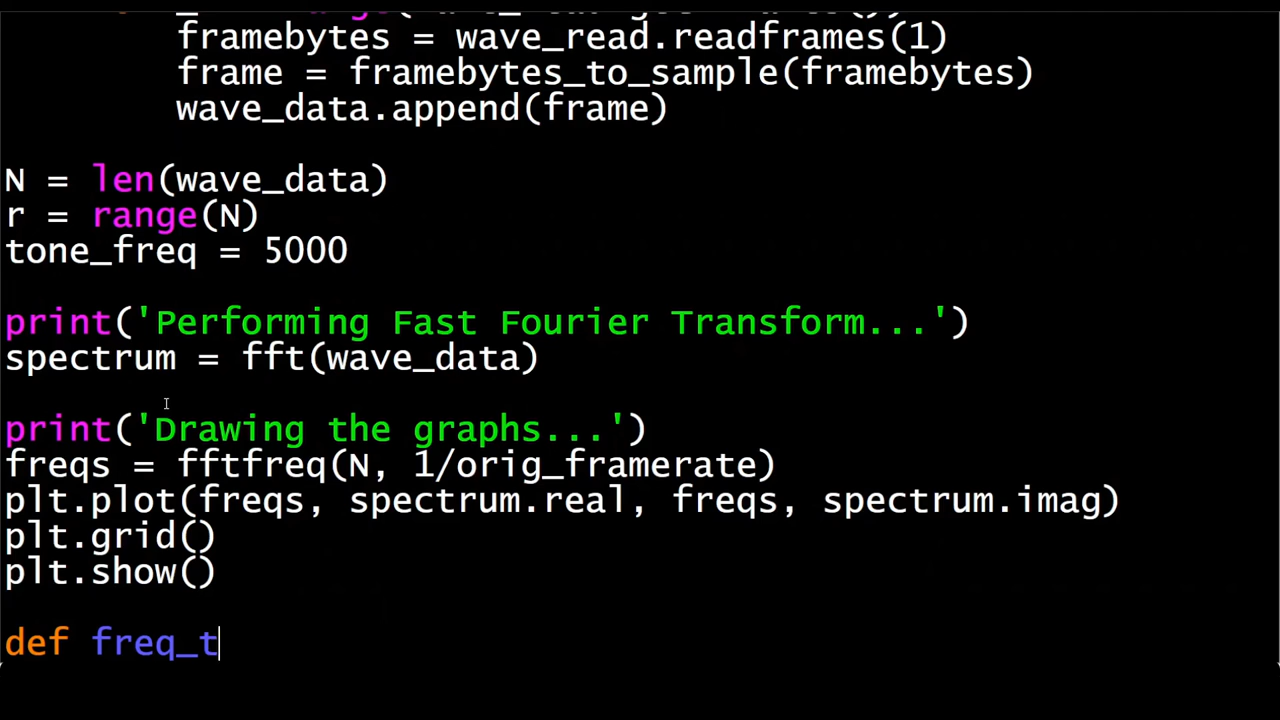 framebytes = wave_read.readframes(1)
frame = framebytes_to_sample(framebytes)
wave_data.append(frame)
N = len(wave_data)
r = range(N)
tone_freq = 5000
print('Performing Fast Fourier Transform...')
spectrum = fft(wave_data)
print('Drawing the graphs...')
freqs = fftfreq(N, 1/orig_framerate)
plt.plot(freqs, spectrum.real, freqs, spectrum.imag)
plt.grid()
plt.show()
def freq_t